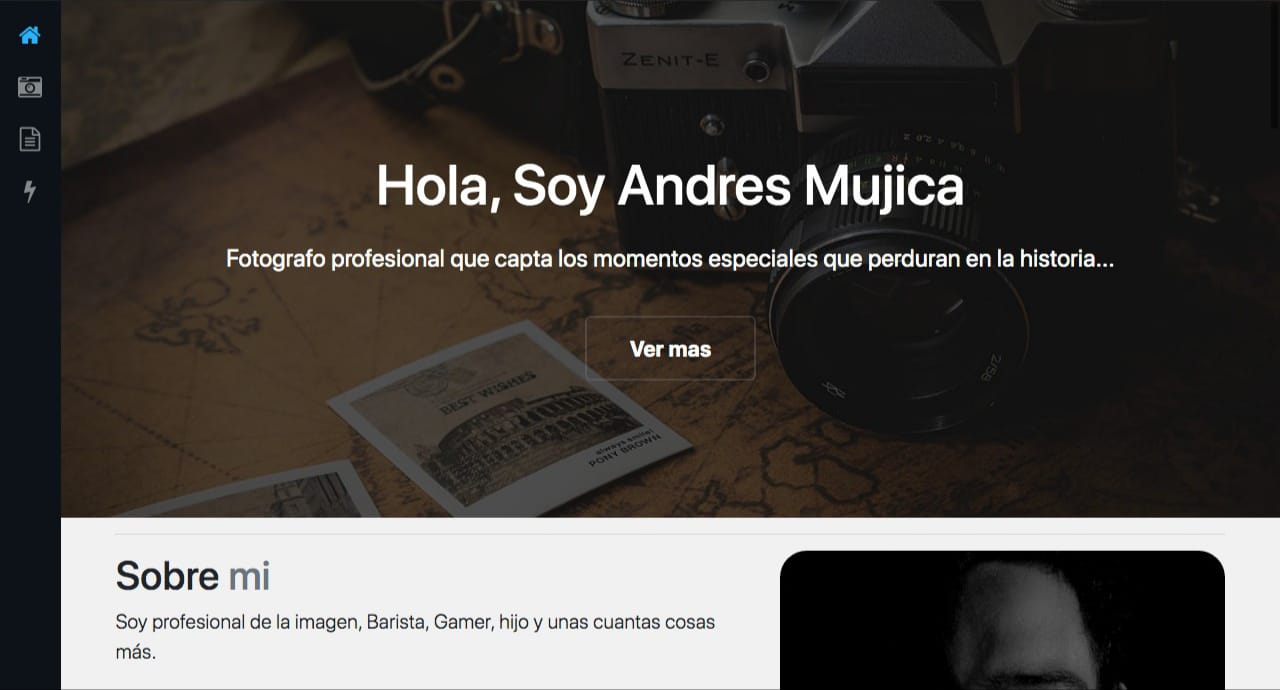 ZENIT-E
Hola, Soy Andres Mujica
Fotografo profesional que capta los momentos especiales que perduran en la historia...
Ver mas
2/58
BEST WISHES
always smile!
PONY BROWN
Sobre mi
Soy profesional de la imagen, Barista, Gamer, hijo y unas cuantas cosas
más.